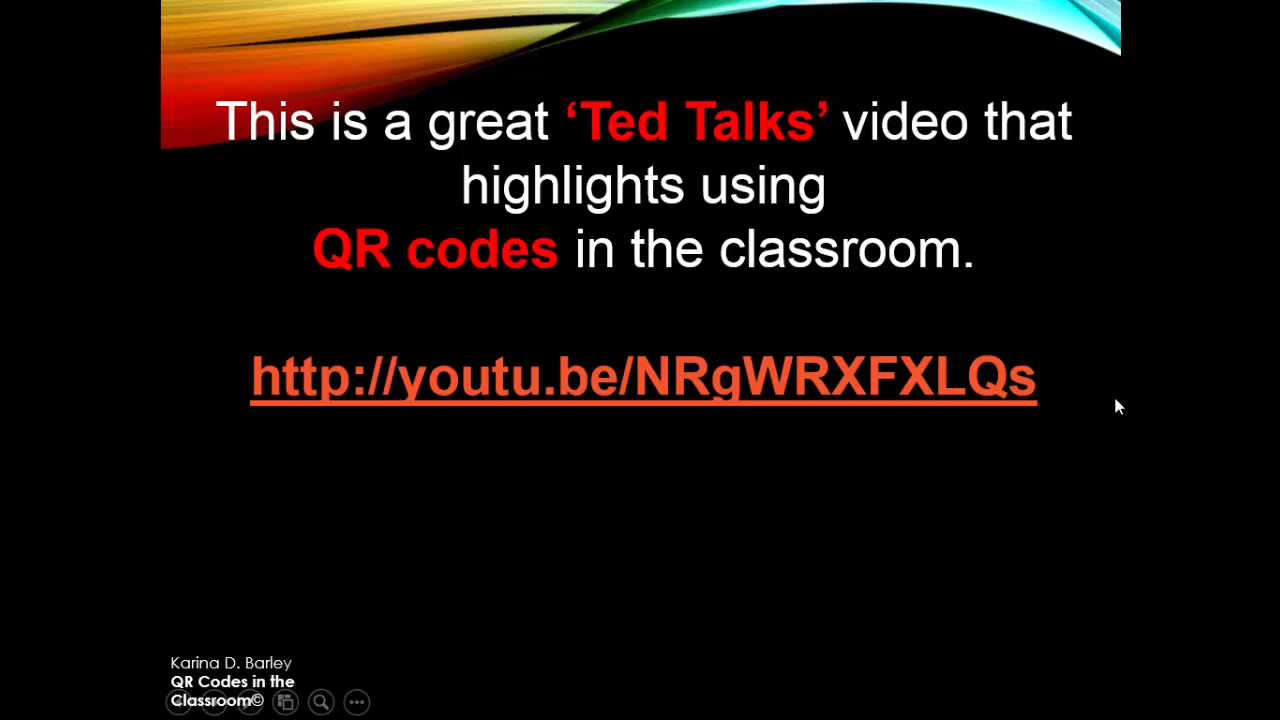 This is a great ‘Ted Talks’ video that
highlights using
QR codes in the classroom.
http://youtu.be/NRgWRXFXLQs
Karina D. Barley
QR Codes in the
Classroom©